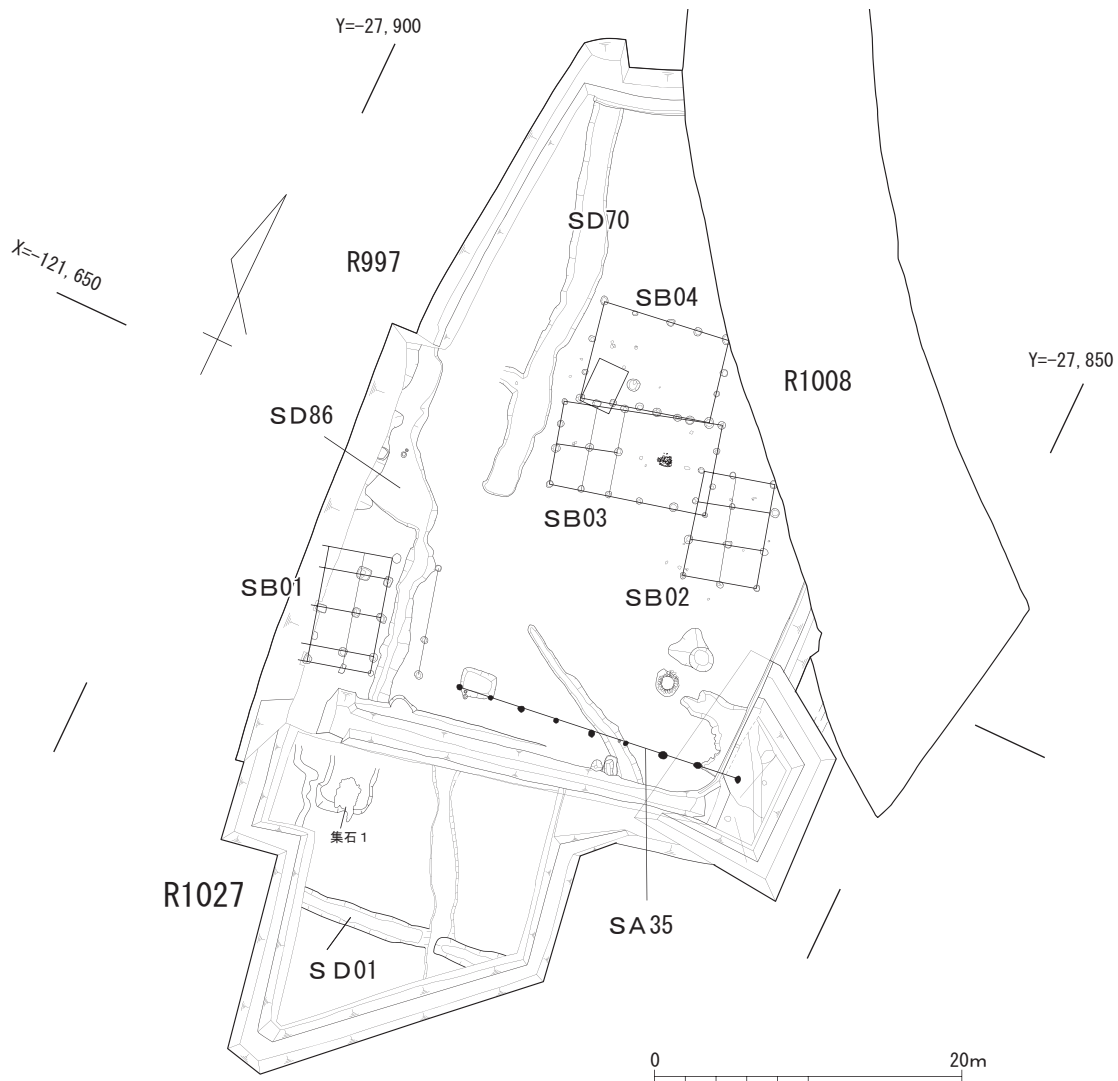 Y=-27,900
SD70
X=-121,650
R997
SB04
Y=-27,850
R1008
SD86
SB03
SB01
SB02
集石1
R1027
SA35
SD01
0 20m